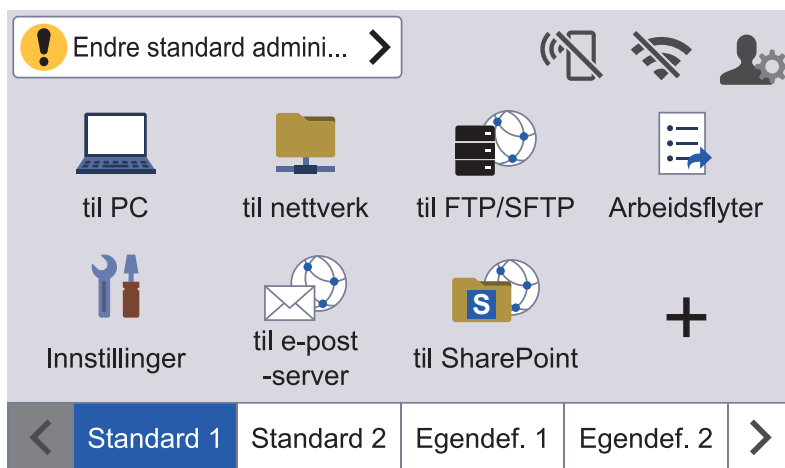 Endre standard admini...
til PC
til nettverk
til FTP/SFTP
Arbeidsflyter
Innstillinger
til e-post
-server
S
til SharePoint
Standard 1
Standard 2
Egendef. 1
Egendef. 2